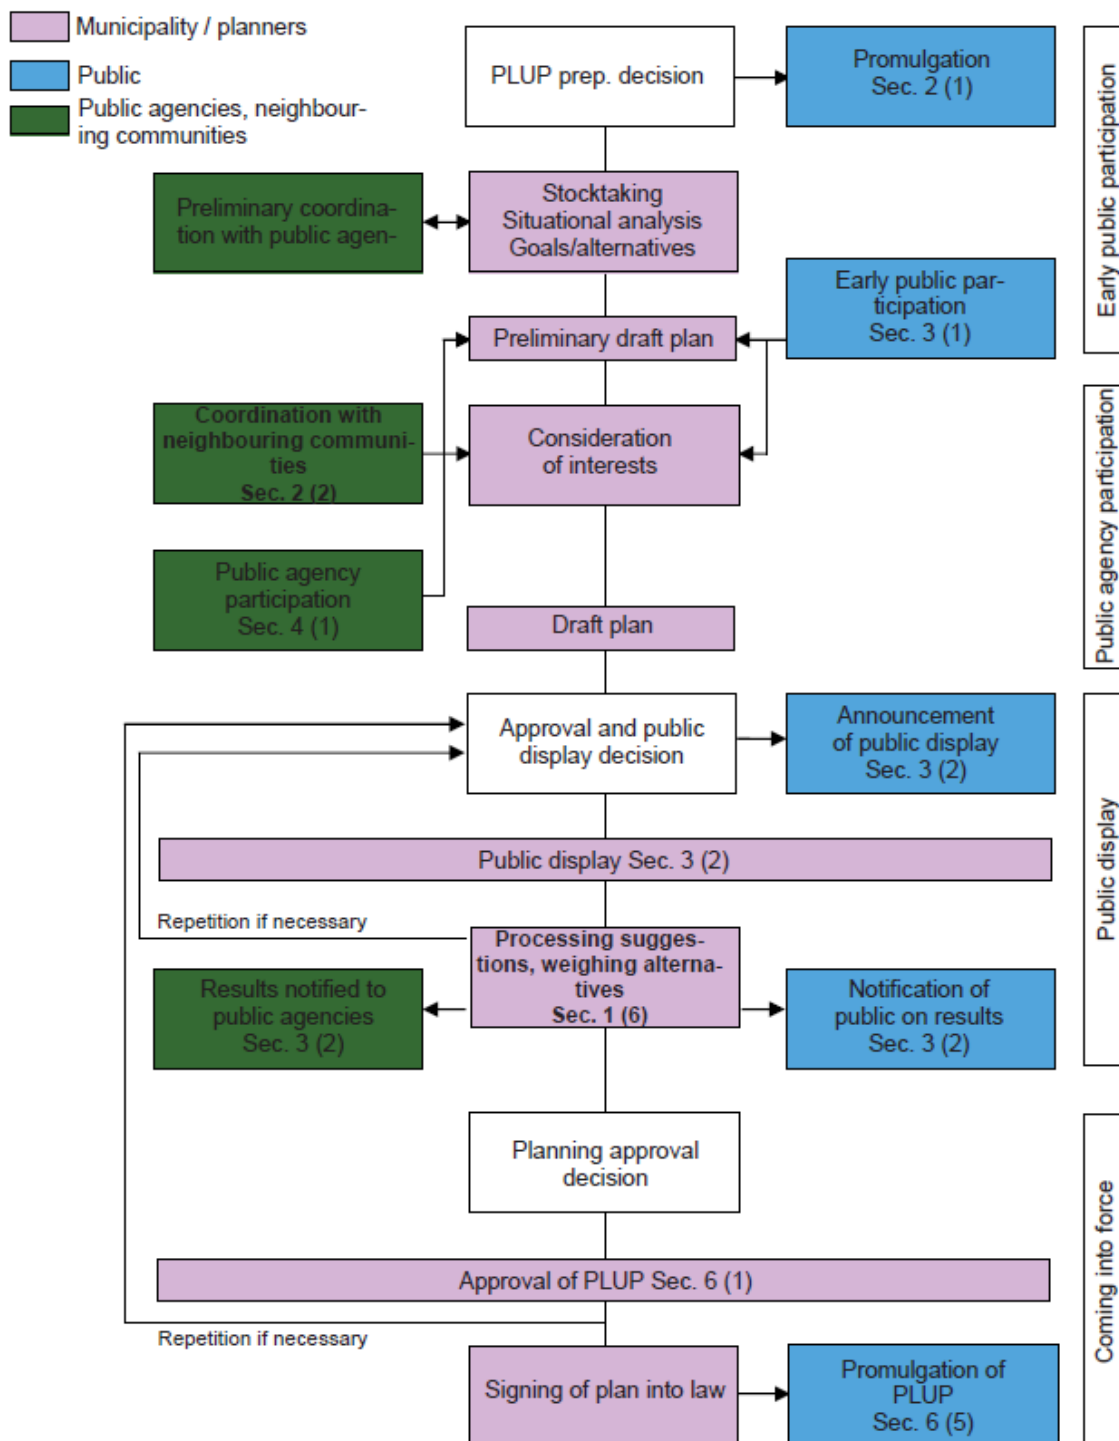 Municipality / planners
Public
Public agencies, neighbour-
ing communities
PLUP prep. decision
Promulgation
Sec. 2 (1)
Early public participation
Preliminary coordina-
tion with public agen-
Stocktaking
Situational analysis
Goals/alternatives
Early public par-
ticipation
Sec. 3 (1)
Preliminary draft plan
Coordination with
neighbouring communi-
ties
Sec. 2 (2)
Consideration
of interests
Public agency participation
Public agency
participation
Sec. 4 (1)
Draft plan
Approval and public
display decision
Announcement
of public display
Sec. 3 (2)
Public display
Public display Sec. 3 (2)
Repetition if necessary
Processing sugges-
tions, weighing alterna-
tives
Sec. 1 (6)
Results notified to
public agencies
Sec. 3 (2)
Notification of
public on results
Sec. 3 (2)
Planning approval
decision
Coming into force
Approval of PLUP Sec. 6 (1)
Repetition if necessary
Signing of plan into law
Promulgation of
PLUP
Sec. 6 (5)